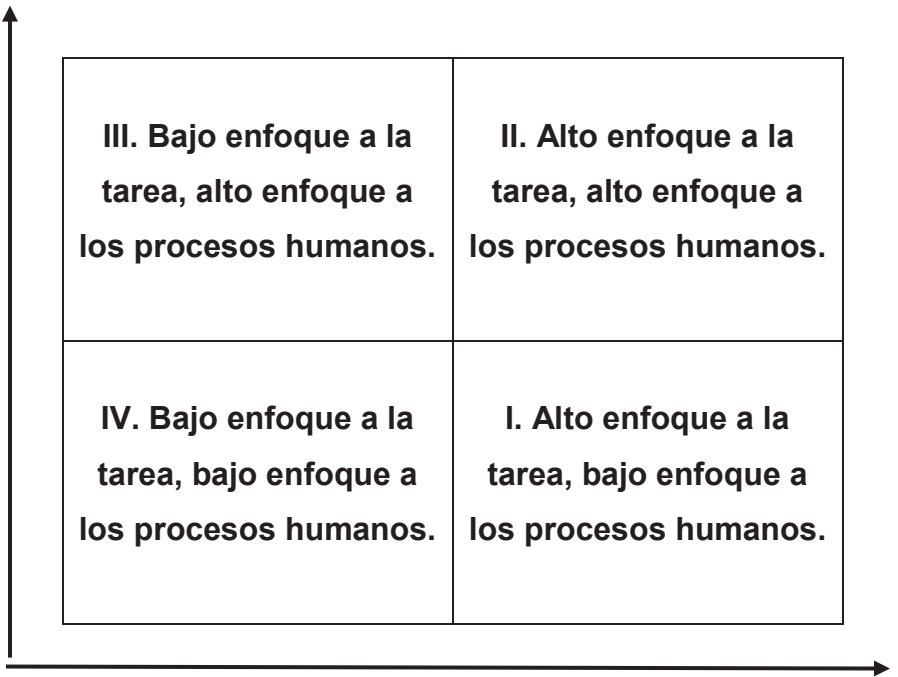 III. Bajo enfoque a la
tarea, alto enfoque a
los procesos humanos.
II. Alto enfoque a la
tarea, alto enfoque a
los procesos humanos.
IV. Bajo enfoque a la
tarea, bajo enfoque a
los procesos humanos.
I. Alto enfoque a la
tarea, bajo enfoque a
los procesos humanos.